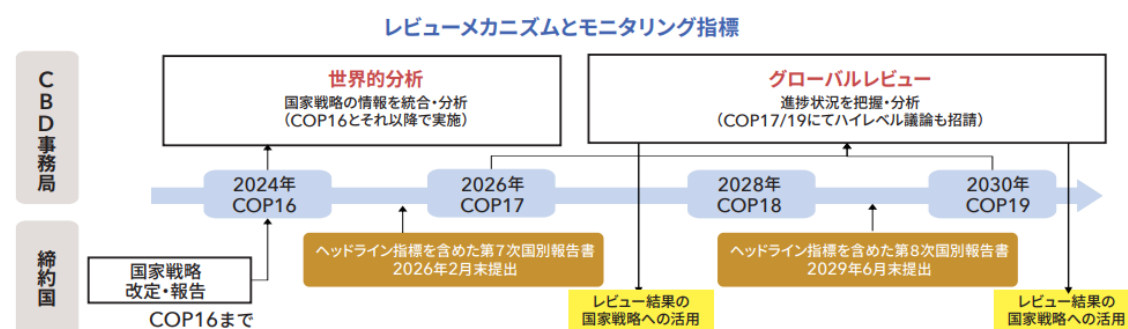 レビューメカニズムとモニタリング指標
CBD事務局
世界的分析
国家戦略の情報を統合・分析
(COP16とそれ以降で実施)
グローバルレビュー
進捗状況を把握・分析
(COP17/19にてハイレベル議論も招請)
2024年
COP16
2026年
COP17
2028年
COP18
2030年
COP19
締約国
国家戦略
改定・報告
COP16まで
ヘッドライン指標を含めた第7次国別報告書
2026年2月末提出
ヘッドライン指標を含めた第8次国別報告書
2029年6月末提出
レビュー結果の
国家戦略への活用
レビュー結果の
国家戦略への活用